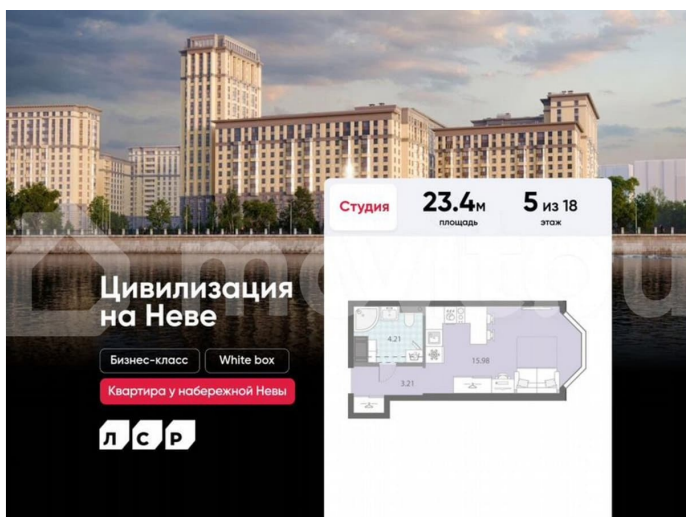 Студия
23.4м
площадь
5 из 18
этаж
Цивилизация
на Неве
Бизнес-класс
White box
Квартира у набережной Невы
ЛСР
4.21
15.98
3.21